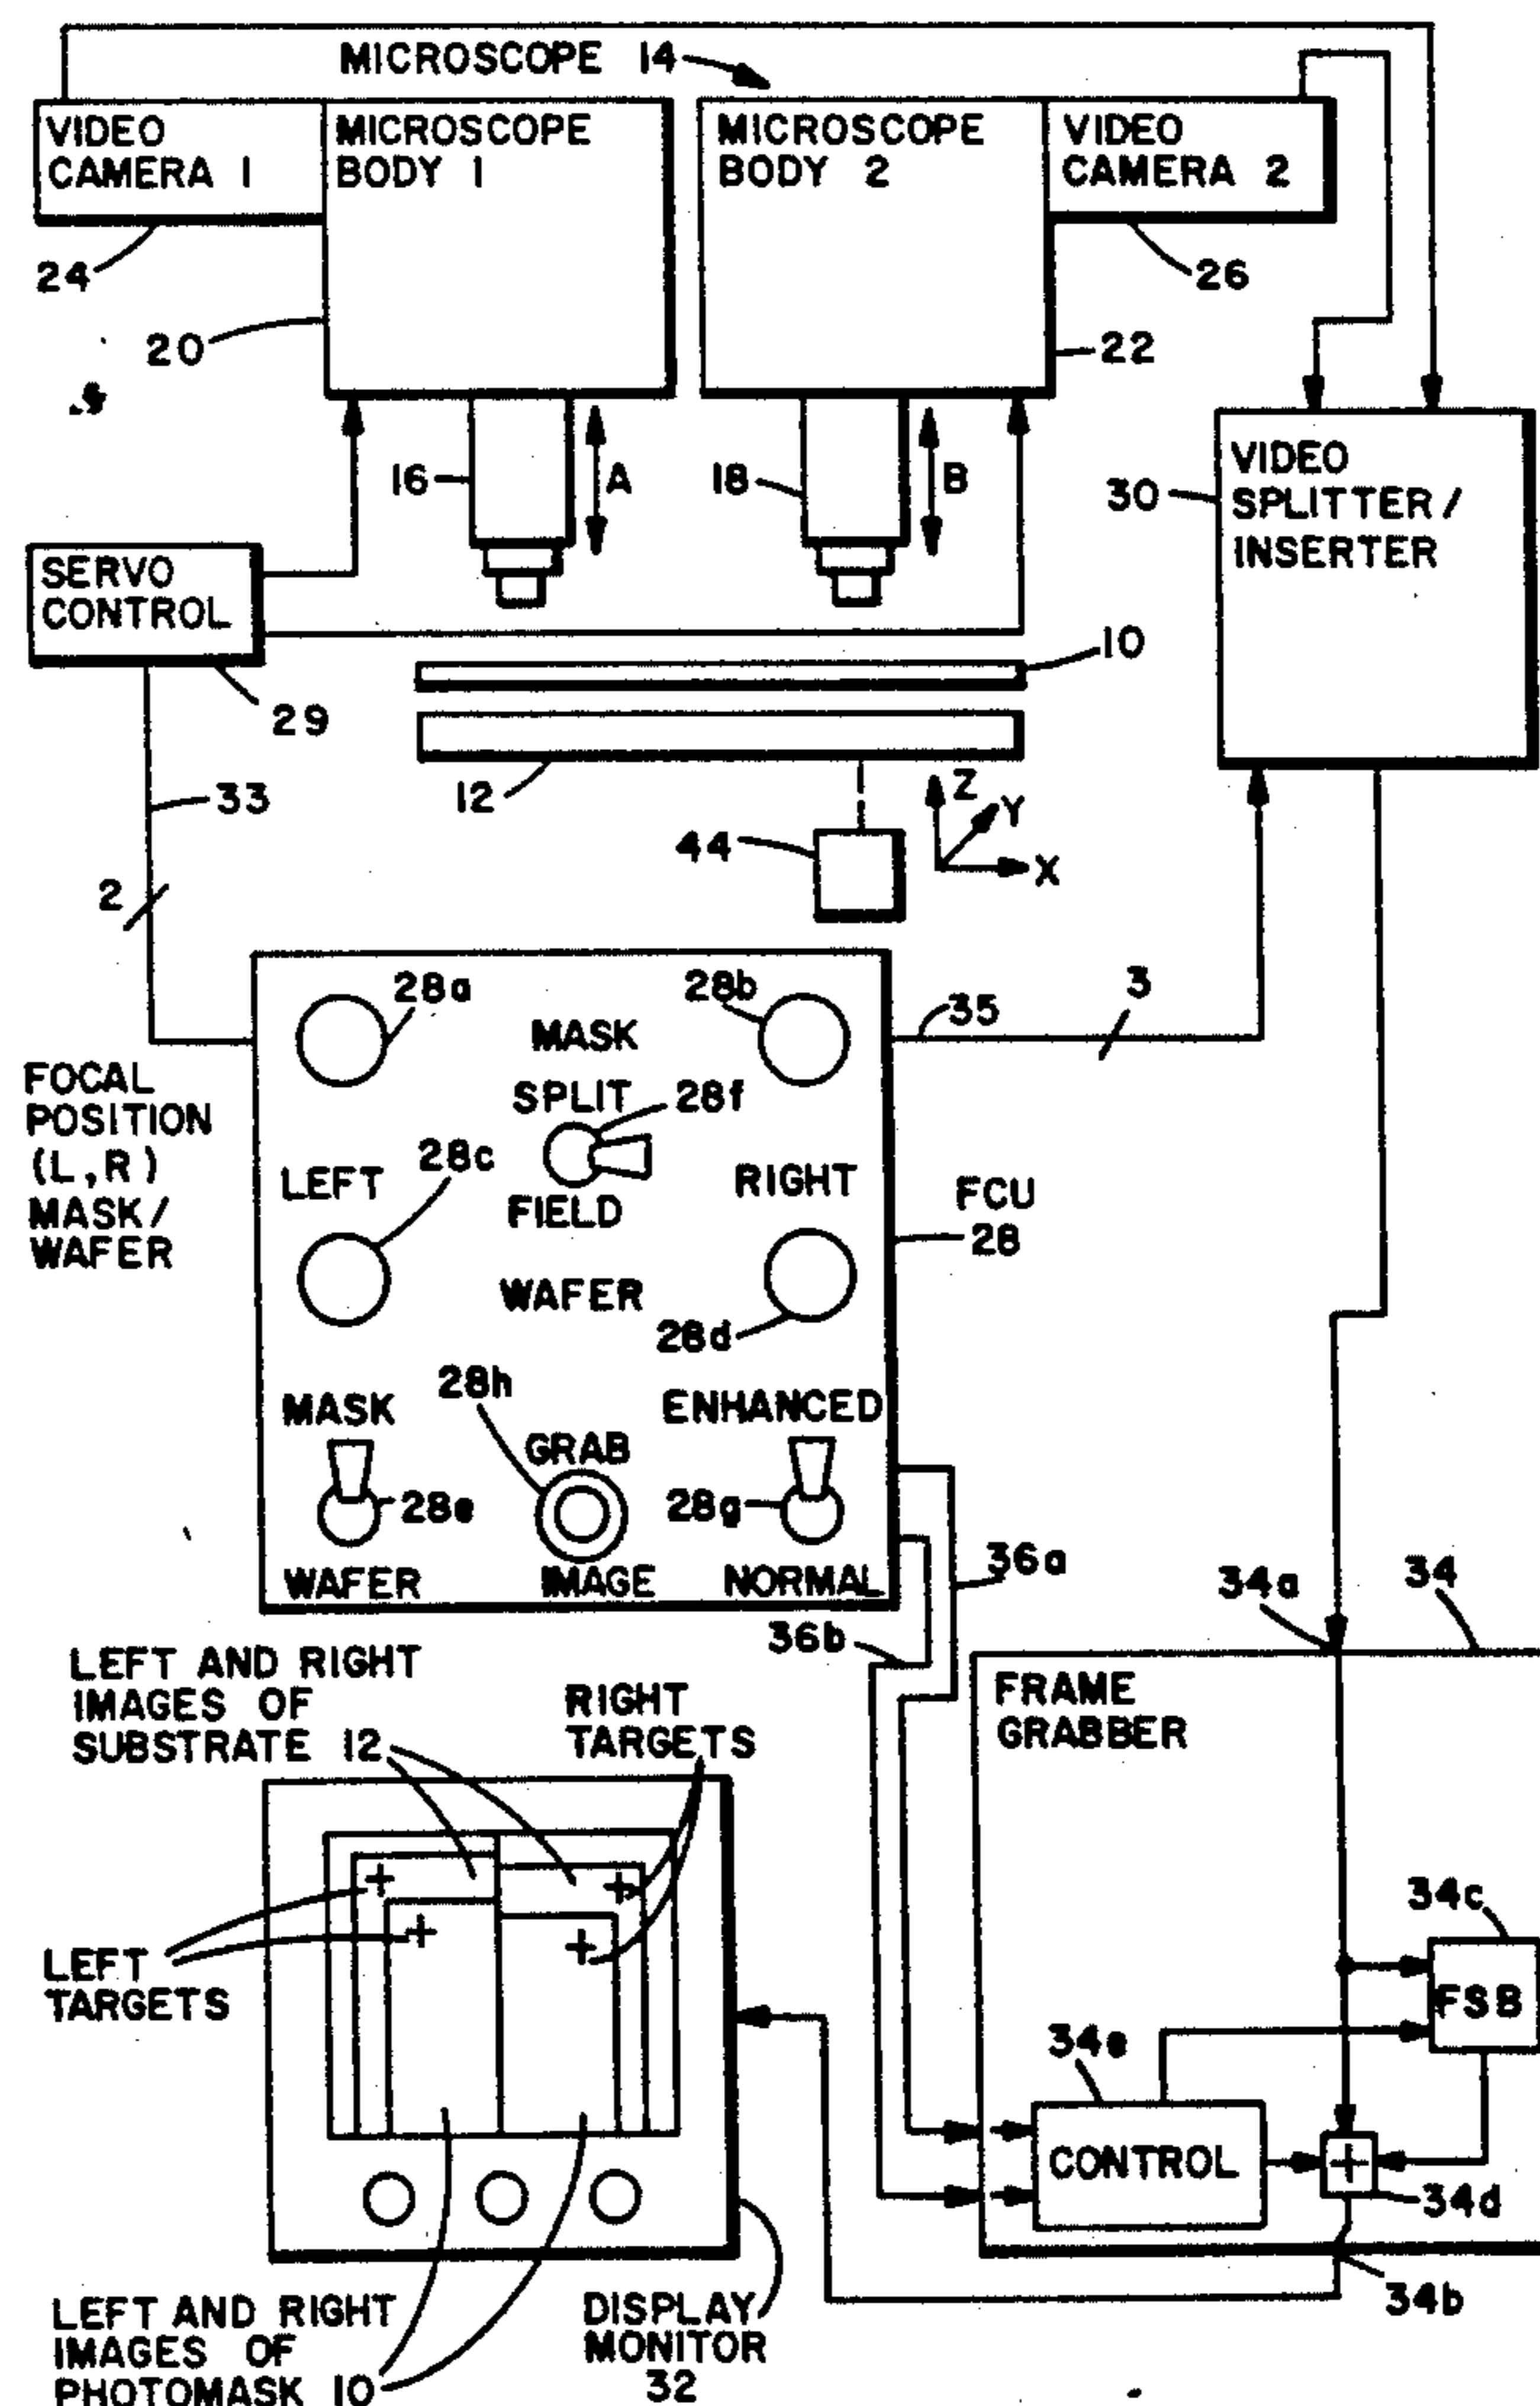 MICROSCOPE 14
VIDEO
CAMERA 1
MICROSCOPE
BODY 1
MICROSCOPE
BODY 2
VIDEO
CAMERA 2
24
26
20
22
16
A
18
B
30
VIDEO
SPLITTER/
INSERTER
SERVO
CONTROL
10
29
12
33
Z
Y
X
44
2
28a
28b
3
35
MASK
FOCAL
POSITION
(L,R)
MASK/
WAFER
SPLIT
28f
28c
LEFT
RIGHT
FIELD
FCU
28
WAFER
28d
28h
MASK
ENHANCED
GRAB
28e
28g
WAFER
IMAGE
NORMAL
36a
34a
34
36b
LEFT AND RIGHT
IMAGES OF
SUBSTRATE 12
RIGHT
TARGETS
FRAME
GRABBER
+
+
+
+
34c
LEFT
TARGETS
FSB
34e
CONTROL
+
34d
34b
LEFT AND RIGHT
IMAGES OF
PHOTOMASK 10
DISPLAY
MONITOR
32